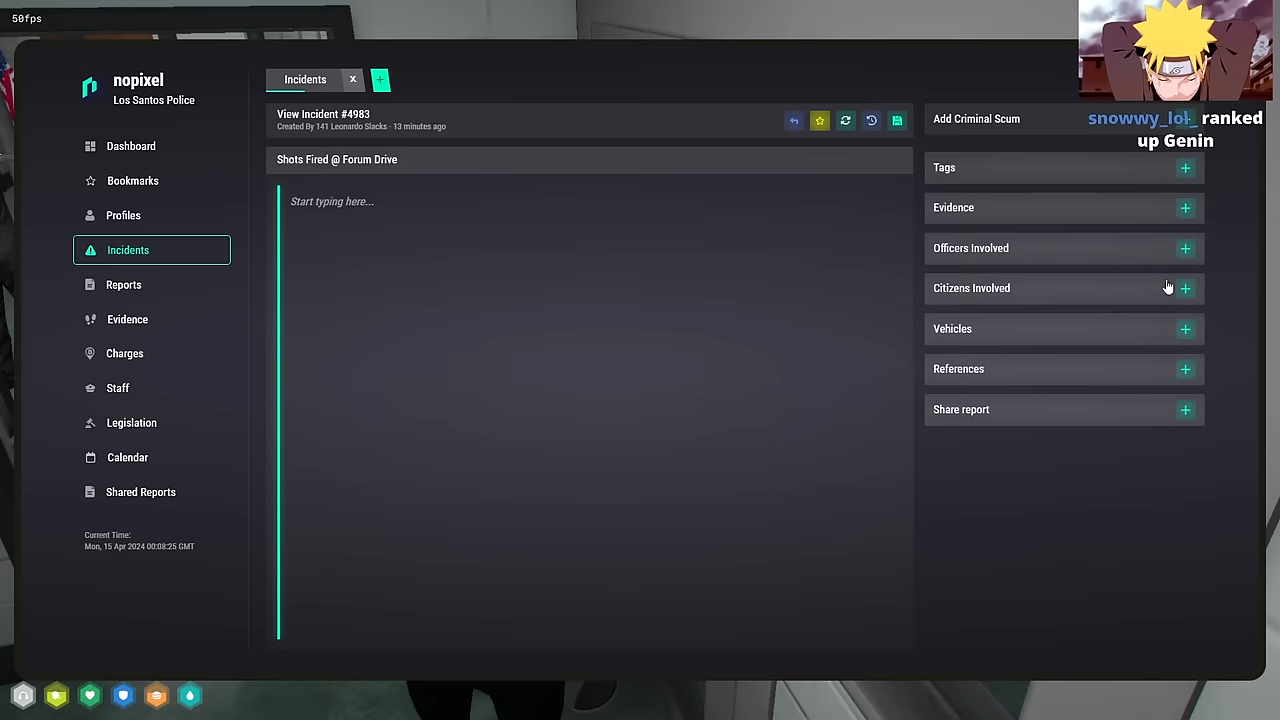 50fps
nopixel
Los Santos Police
Dashboard
Bookmarks
Profiles
Incidents
Reports
Evidence
Charges
Staff
Legislation
Calendar
Shared Reports
Current Time:
Mon, 15 Apr 2024 00:08:25 GMT
Incidents x +
View Incident #4983
Created By 141 Leonardo Slacks · 13 minutes ago
Shots Fired @ Forum Drive
Start typing here...
Add Criminal Scum
snowwy_lol_ ranked
up Genin
Tags +
Evidence +
Officers Involved +
Citizens Involved +
Vehicles +
References +
Share report +